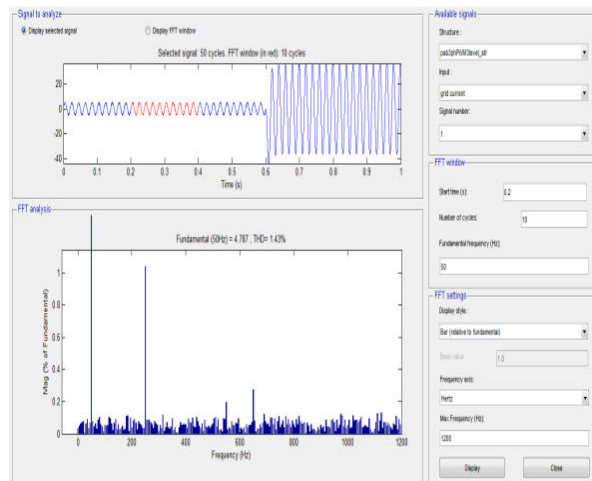 Signal to analyze
Display selected signal
Display FFT window
Selected signal: 50 cycles. FFT window (in red): 10 cycles
20
0
-20
-40
0
0.1
0.2
0.3
0.4
0.5
0.6
0.7
0.8
0.9
1
Time (s)
FFT analysis
Fundamental (50Hz) = 4.787 , THD= 1.43%
1
0.8
0.6
0.4
0.2
0
Mag (% of Fundamental)
0
200
400
600
800
1000
1200
Frequency (Hz)
Available signals
Structure :
Input:
grid current
Signal number:
1
FFT window
Start time (s):
0.2
Number of cycles:
10
Fundamental frequency (Hz):
50
FFT settings
Display style :
Bar (relative to fundamental)
Base value:
1.0
Frequency axis:
Hertz
Max Frequency (Hz):
1200
Display
Close